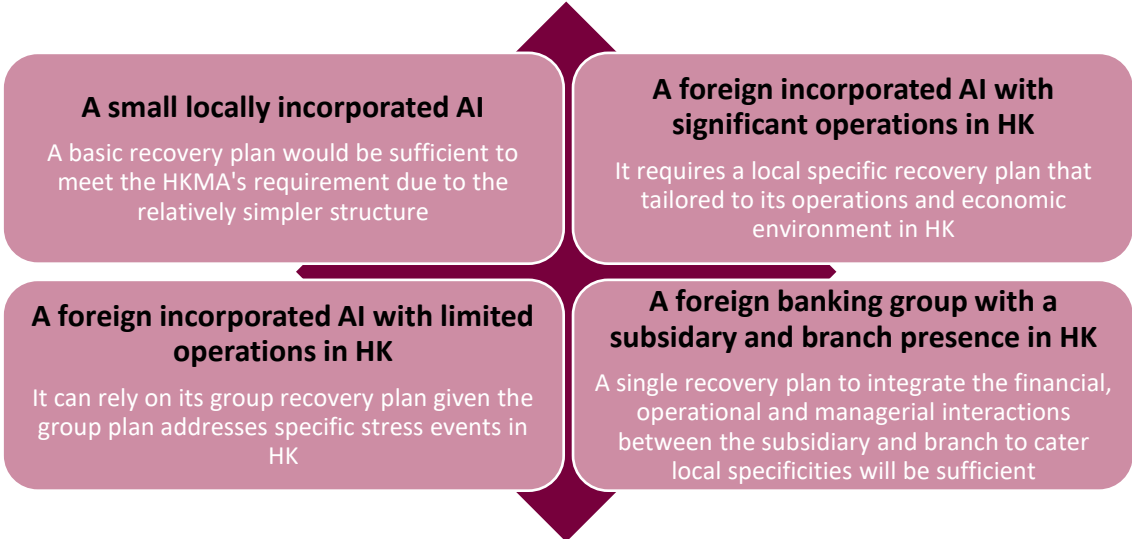 A small locally incorporated AI
A basic recovery plan would be sufficient to
meet the HKMA's requirement due to the
relatively simpler structure
A foreign incorporated AI with
significant operations in HK
It requires a local specific recovery plan that
tailored to its operations and economic
environment in HK
A foreign incorporated AI with limited
operations in HK
It can rely on its group recovery plan given the
group plan addresses specific stress events in
HK
A foreign banking group with a
subsidary and branch presence in HK
A single recovery plan to integrate the financial,
operational and managerial interactions
between the subsidiary and branch to cater
local specificities will be sufficient